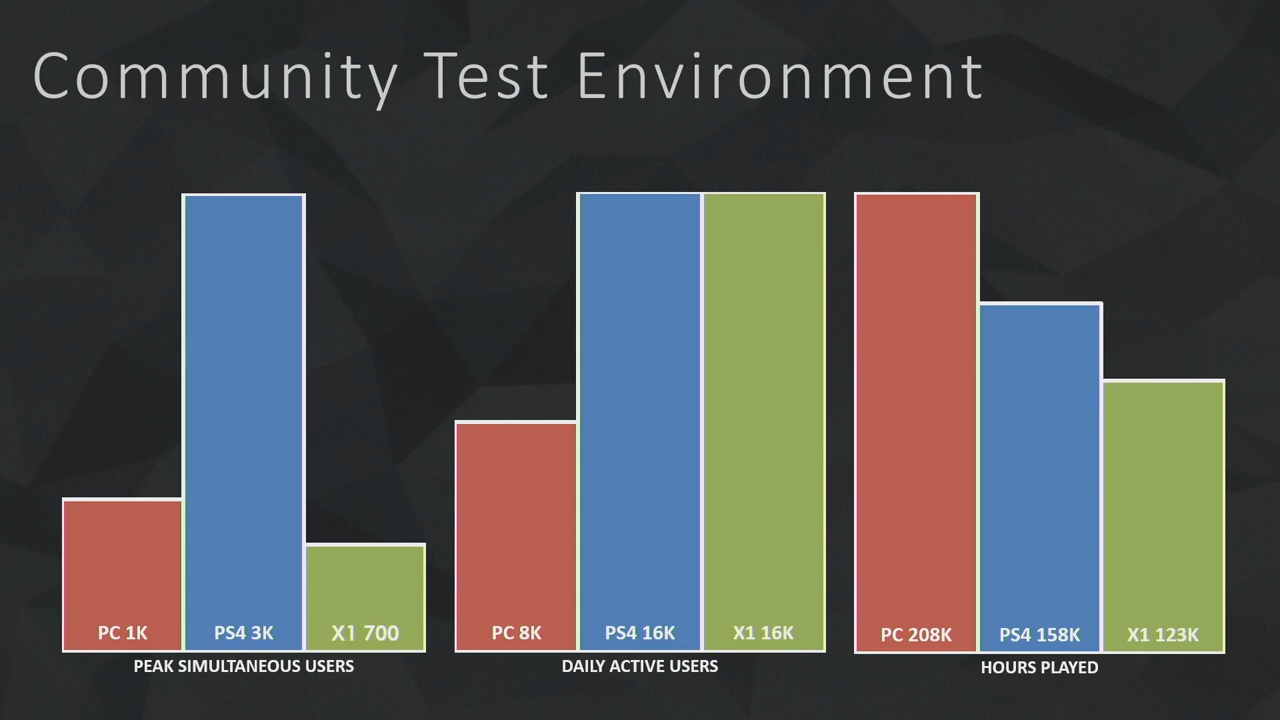 Community Test Environment
PC 1K
PS4 3K
X1 700
PEAK SIMULTANEOUS USERS
PC 8K
PS4 16K
X1 16K
DAILY ACTIVE USERS
PC 208K
PS4 158K
X1 123K
HOURS PLAYED